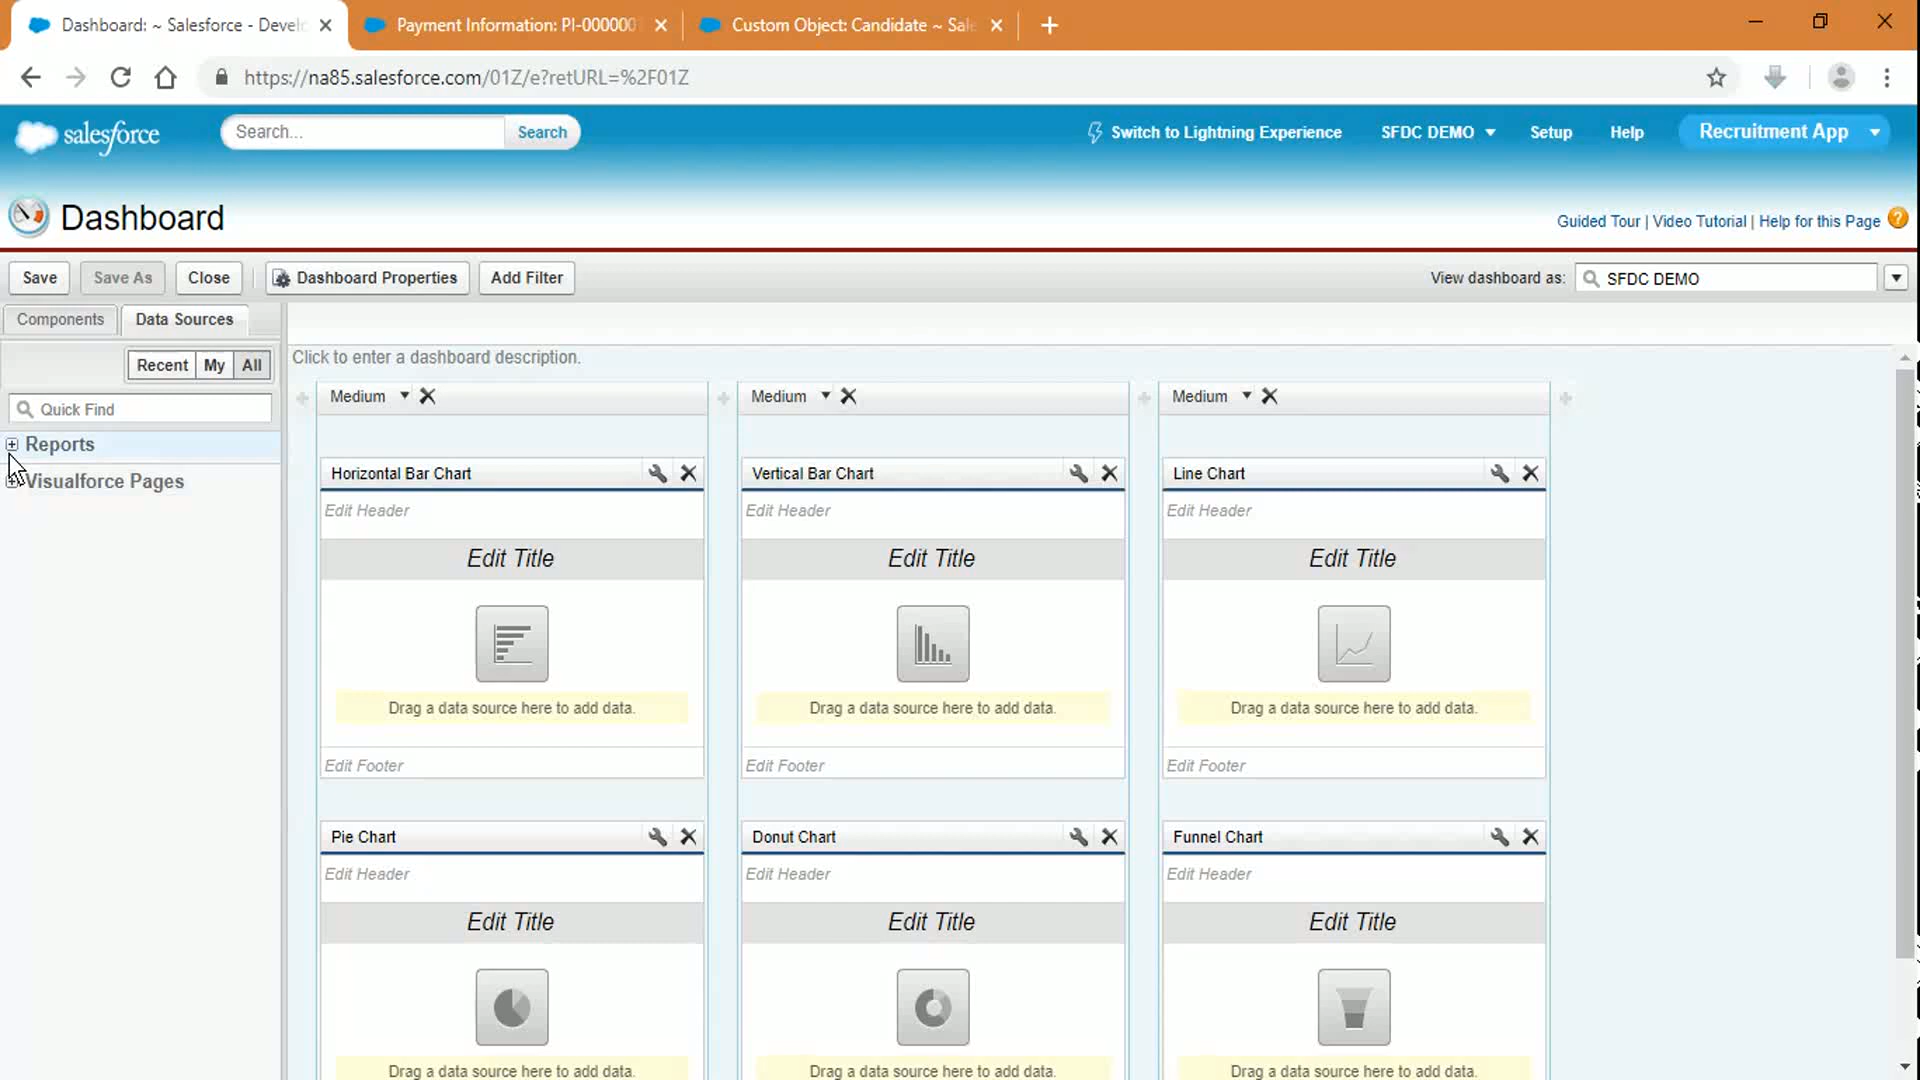 Dashboard: ~ Salesforce - Develo
Payment Information: PI-000000
Custom Object: Candidate ~ Sale
https://na85.salesforce.com/01Z/e?retURL=%2F01Z
salesforce
Search...
Search
Switch to Lightning Experience
SFDC DEMO
Setup
Help
Recruitment App
Dashboard
Guided Tour | Video Tutorial | Help for this Page
Save
Save As
Close
Dashboard Properties
Add Filter
View dashboard as:
SFDC DEMO
Components
Data Sources
Recent
My
All
Quick Find
Reports
Visualforce Pages
Click to enter a dashboard description.
Medium
Medium
Medium
Horizontal Bar Chart
Vertical Bar Chart
Line Chart
Edit Header
Edit Header
Edit Header
Edit Title
Edit Title
Edit Title
Drag a data source here to add data.
Drag a data source here to add data.
Drag a data source here to add data.
Edit Footer
Edit Footer
Edit Footer
Pie Chart
Donut Chart
Funnel Chart
Edit Header
Edit Header
Edit Header
Edit Title
Edit Title
Edit Title
Drag a data source here to add data.
Drag a data source here to add data.
Drag a data source here to add data.